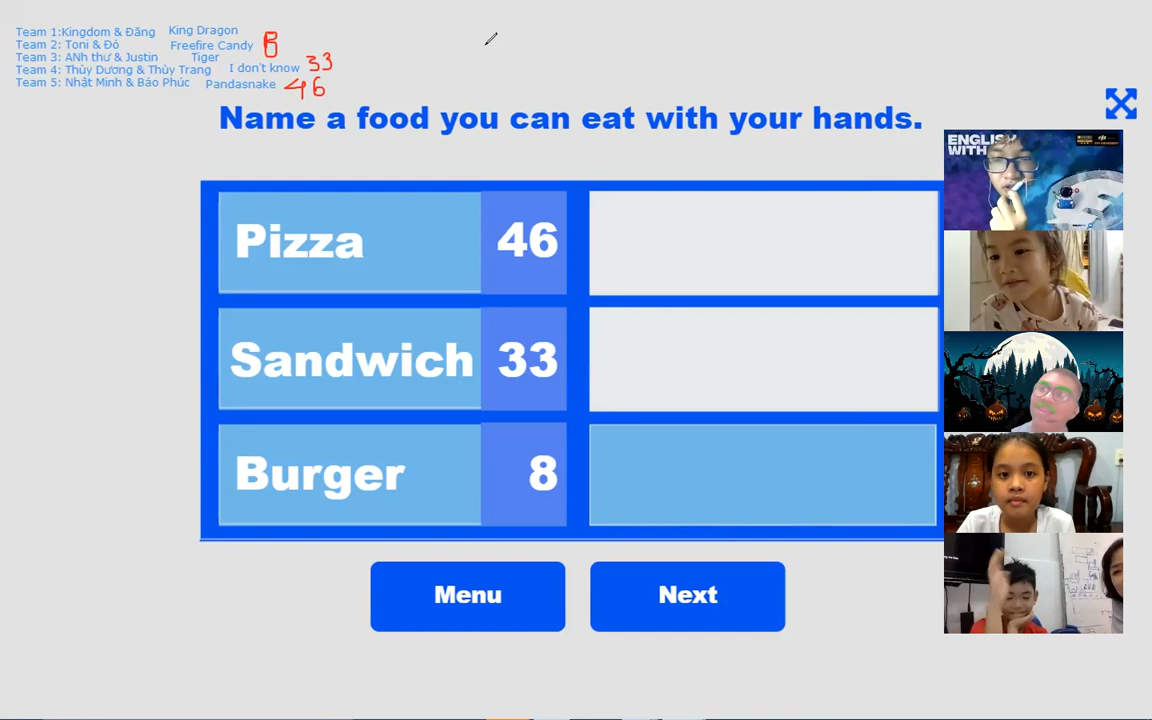 Team 1:Kingdom & Đăng King Dragon
Team 2: Toni & Đô Freefire Candy 8
Team 3: ANh thư & Justin Tiger
Team 4: Thùy Dương & Thùy Trang I don't know 33
Team 5: Nhật Minh & Bảo Phúc Pandasnake 46
Name a food you can eat with your hands.
Pizza 46
Sandwich 33
Burger 8
Menu Next
ENGLISH
WITH